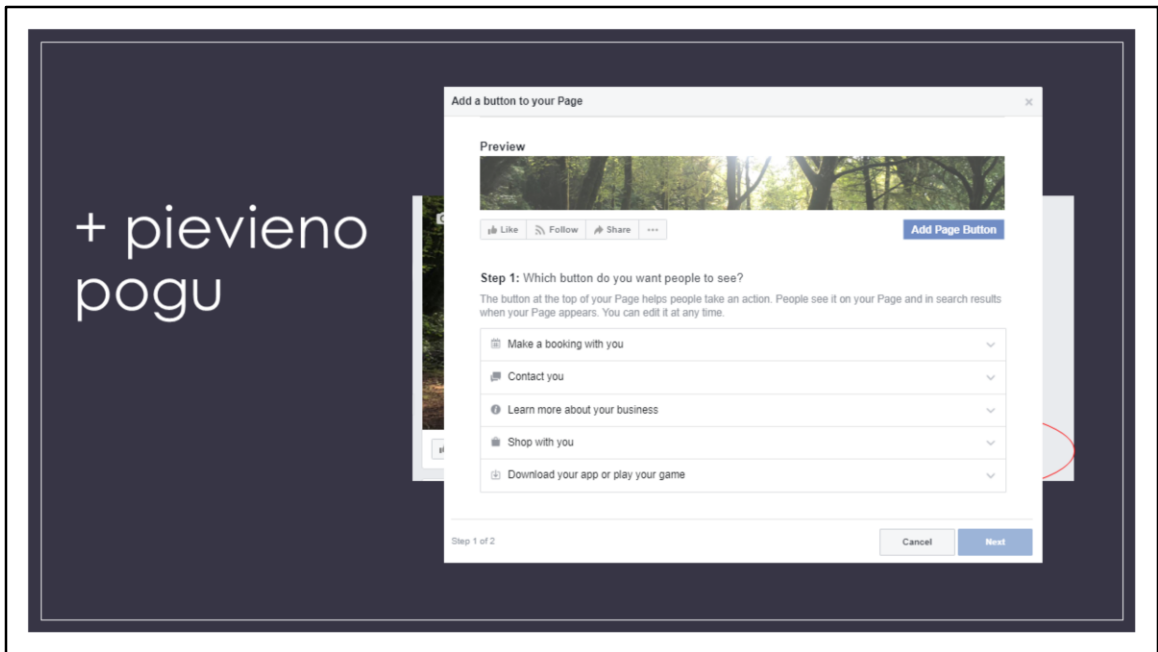 + pievieno
pogu
Add a button to your Page
Preview
Like Follow Share
Add Page Button
Step 1: Which button do you want people to see?
The button at the top of your Page helps people take an action. People see it on your Page and in search results
when your Page appears. You can edit it at any time.
Make a booking with you
Contact you
Learn more about your business
Shop with you
Download your app or play your game
Step 1 of 2
Cancel
Next